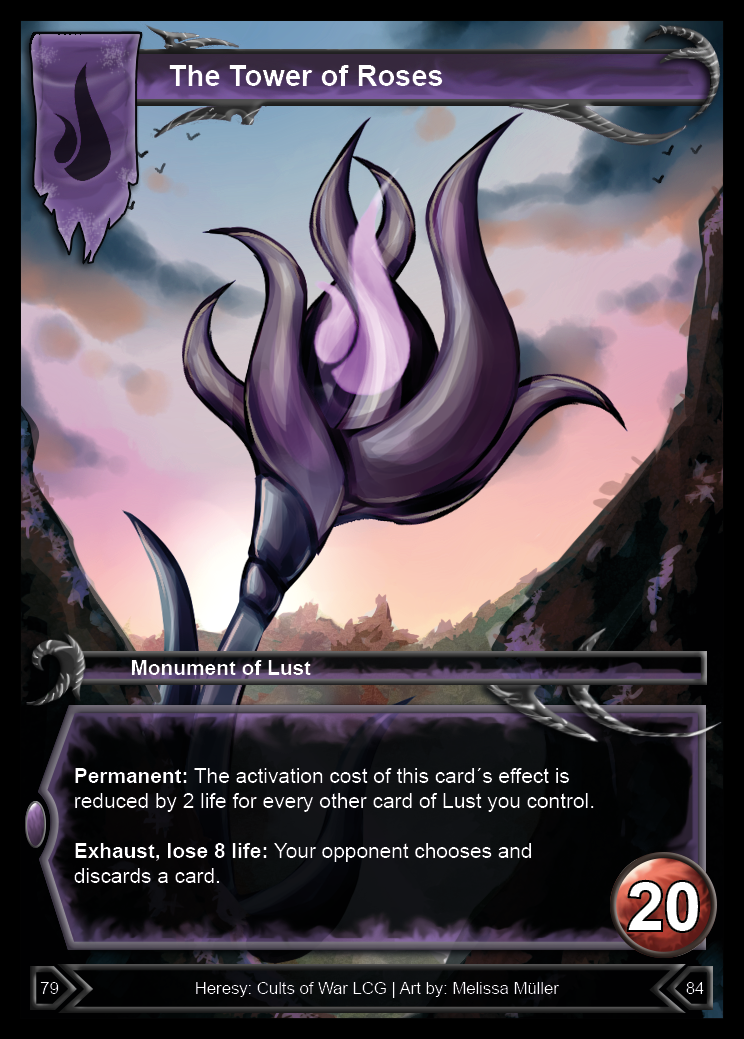 The Tower of Roses
Monument of Lust
Permanent: The activation cost of this card´s effect is
reduced by 2 life for every other card of Lust you control.
Exhaust, lose 8 life: Your opponent chooses and
discards a card.
20
79
Heresy: Cults of War LCG | Art by: Melissa Müller
84